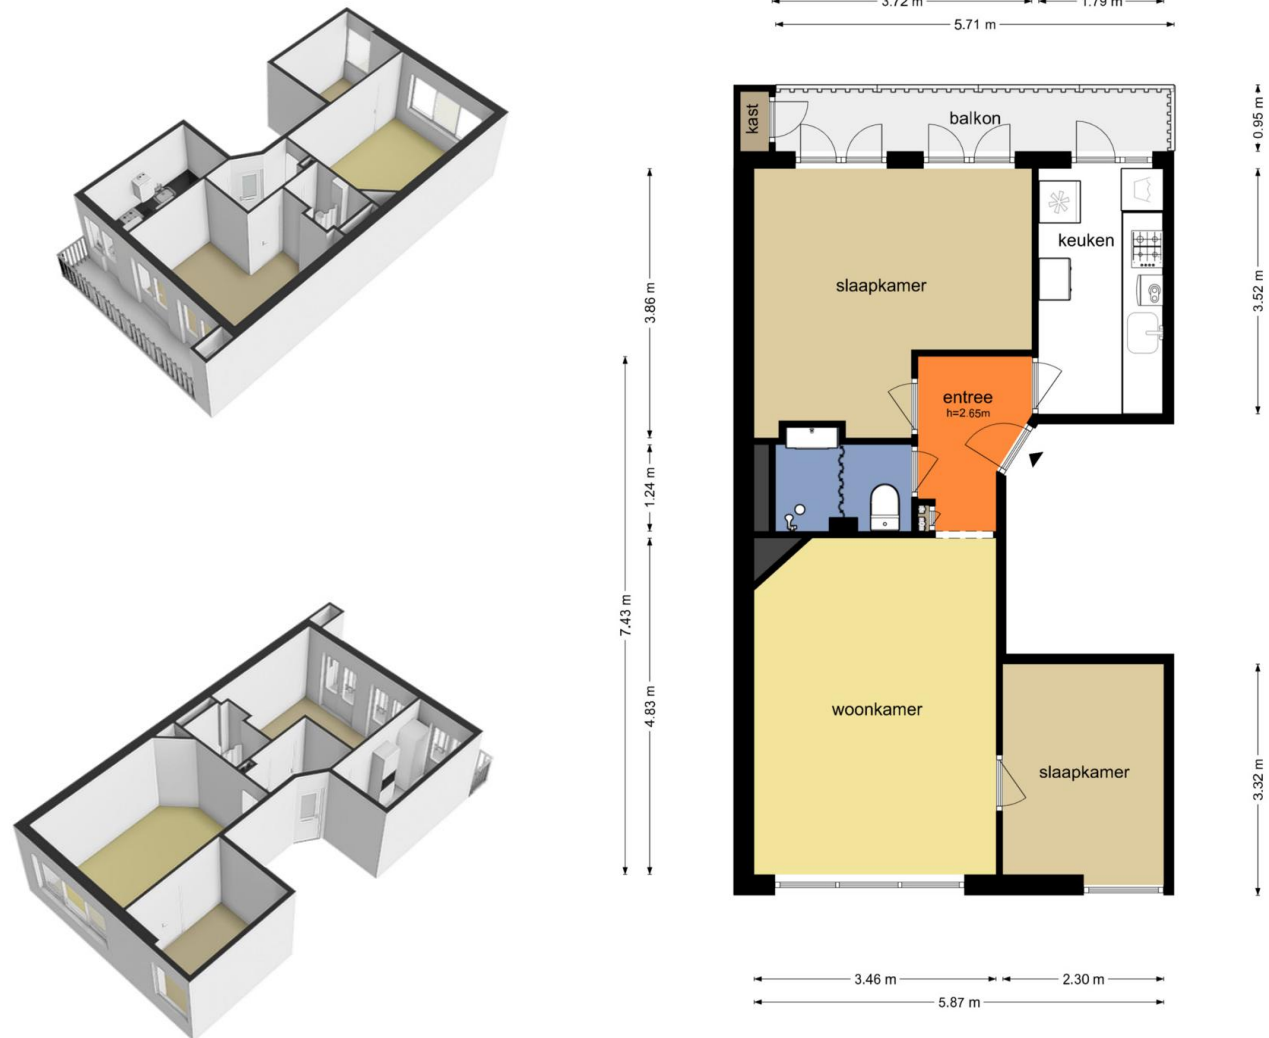 3.72 m
1.79 m
5.71 m
kast
balkon
0.95 m
keuken
slaapkamer
3.86 m
3.52 m
entree
h=2.65m
1.24 m
7.43 m
4.83 m
woonkamer
slaapkamer
3.32 m
3.46 m
2.30 m
5.87 m